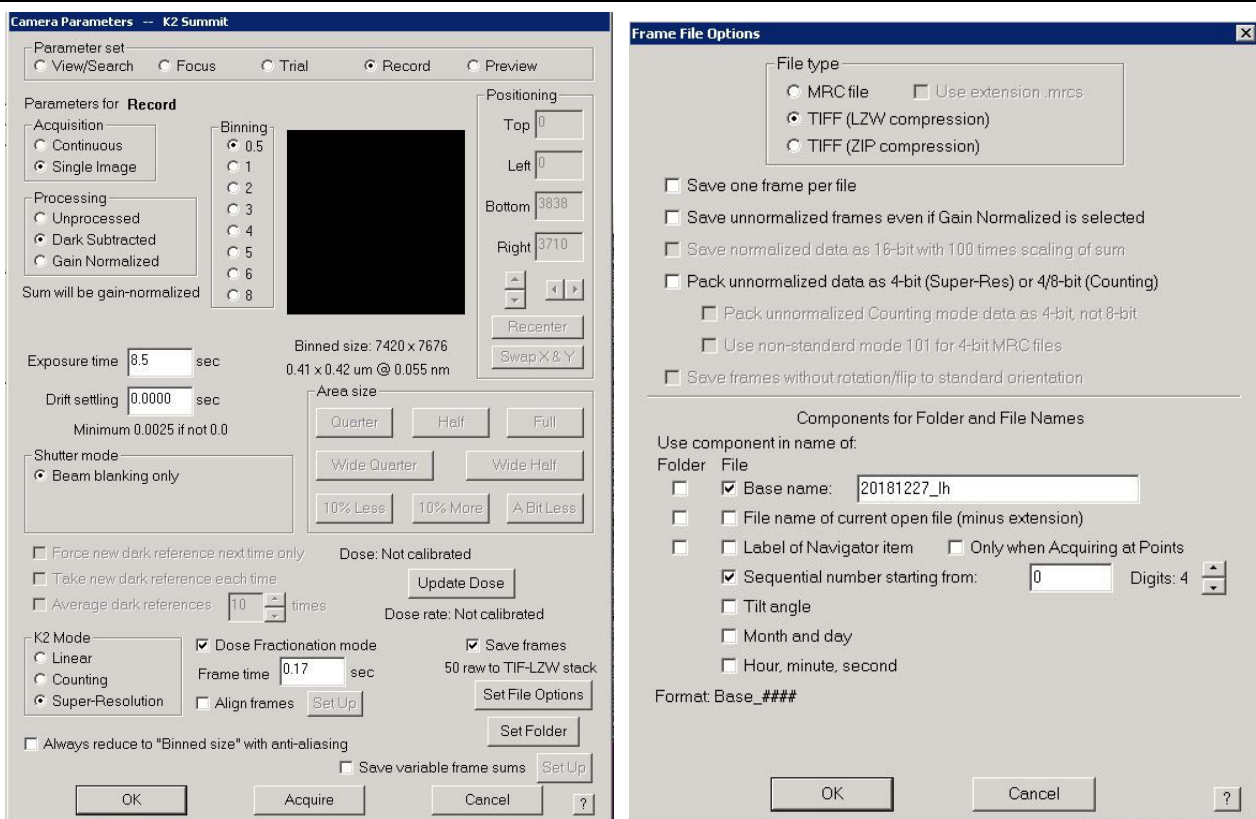 Camera Parameters -- K2 Summit
Parameter set
View/Search Focus Trial Record Preview
Parameters for Record
Acquisition
Continuous
Single Image
Processing
Unprocessed
Dark Subtracted
Gain Normalized
Sum will be gain-normalized
Binning
0.5
1
2
3
4
5
6
8
Positioning
Top 0
Left 0
Bottom 3838
Right 3710
Recenter
Swap X & Y
Exposure time 8.5 sec
Drift settling 0.0000 sec
Minimum 0.0025 if not 0.0
Binned size: 7420 x 7676
0.41 x 0.42 um @ 0.055 nm
Shutter mode
Beam blanking only
Area size
Quarter Half Full
Wide Quarter Wide Half
10% Less 10% More A Bit Less
Force new dark reference next time only
Take new dark reference each time
Average dark references 10 times
Dose: Not calibrated
Update Dose
Dose rate: Not calibrated
K2 Mode
Linear
Counting
Super-Resolution
Dose Fractionation mode
Frame time 0.17 sec
Align frames Set Up
Save frames
50 raw to TIF-LZW stack
Set File Options
Set Folder
Always reduce to "Binned size" with anti-aliasing
Save variable frame sums Set Up
OK Acquire Cancel ?
Frame File Options
File type
MRC file Use extension .mrcs
TIFF (LZW compression)
TIFF (ZIP compression)
Save one frame per file
Save unnormalized frames even if Gain Normalized is selected
Save normalized data as 16-bit with 100 times scaling of sum
Pack unnormalized data as 4-bit (Super-Res) or 4/8-bit (Counting)
Pack unnormalized Counting mode data as 4-bit, not 8-bit
Use non-standard mode 101 for 4-bit MRC files
Save frames without rotation/flip to standard orientation
Components for Folder and File Names
Use component in name of:
Folder File
Base name: 20181227_lh
File name of current open file (minus extension)
Label of Navigator item Only when Acquiring at Points
Sequential number starting from: 0 Digits: 4
Tilt angle
Month and day
Hour, minute, second
Format: Base_####
OK Cancel ?